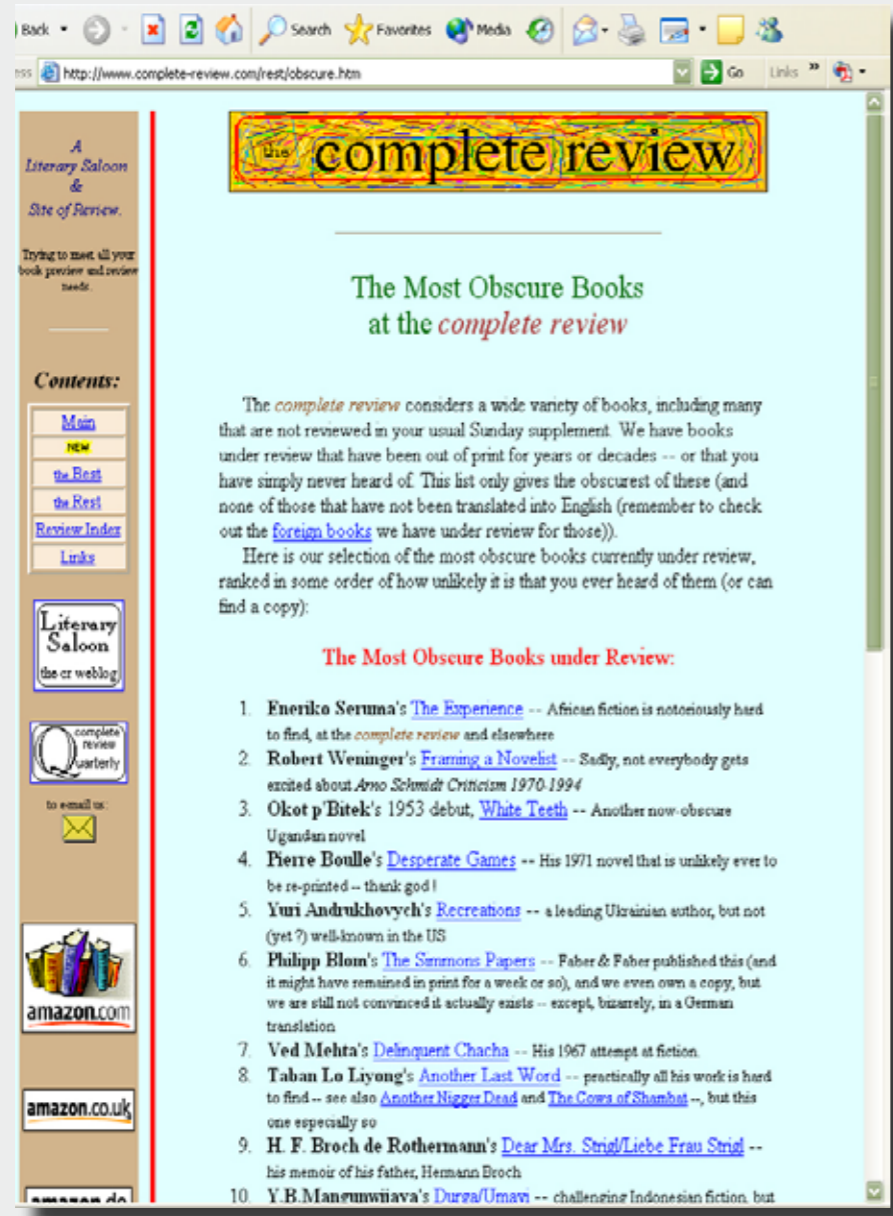 Back
Search
Favorites
Media
ess
http://www.complete-review.com/rest/obscure.htm
Go
Links
»
A
Literary Saloon
&
Site of Review.
Trying to meet all your
book preview and review
needs.
Contents:
Main
NEW
the Best
the Rest
Review Index
Links
Literary
Saloon
the cr weblog
complete
review
Quarterly
to e-mail us:
amazon.com
amazon.co.uk
amazon.de
the complete review
The Most Obscure Books
at the complete review
The complete review considers a wide variety of books, including many
that are not reviewed in your usual Sunday supplement. We have books
under review that have been out of print for years or decades -- or that you
have simply never heard of. This list only gives the obscurest of these (and
none of those that have not been translated into English (remember to check
out the foreign books we have under review for those)).
Here is our selection of the most obscure books currently under review,
ranked in some order of how unlikely it is that you ever heard of them (or can
find a copy):
The Most Obscure Books under Review:
1. Eneriko Seruma's The Experience -- African fiction is notoriously hard
to find, at the complete review and elsewhere
2. Robert Weninger's Framing a Novelist -- Sadly, not everybody gets
excited about Arno Schmidt Criticism 1970-1994
3. Okot p'Bitek's 1953 debut, White Teeth -- Another now-obscure
Ugandan novel
4. Pierre Boulle's Desperate Games -- His 1971 novel that is unlikely ever to
be re-printed -- thank god !
5. Yuri Andrukhovych's Recreations -- a leading Ukrainian author, but not
(yet ?) well-known in the US
6. Philipp Blom's The Simmons Papers -- Faber & Faber published this (and
it might have remained in print for a week or so), and we even own a copy, but
we are still not convinced it actually exists -- except, bizarrely, in a German
translation
7. Ved Mehta's Delinquent Chacha -- His 1967 attempt at fiction.
8. Taban Lo Liyong's Another Last Word -- practically all his work is hard
to find -- see also Another Nigger Dead and The Cows of Shambat --, but this
one especially so
9. H. F. Broch de Rothermann's Dear Mrs. Strigl/Liebe Frau Strigl --
his memoir of his father, Hermann Broch
10. Y.B.Mangunwijaya's Durga/Umayi -- challenging Indonesian fiction, but